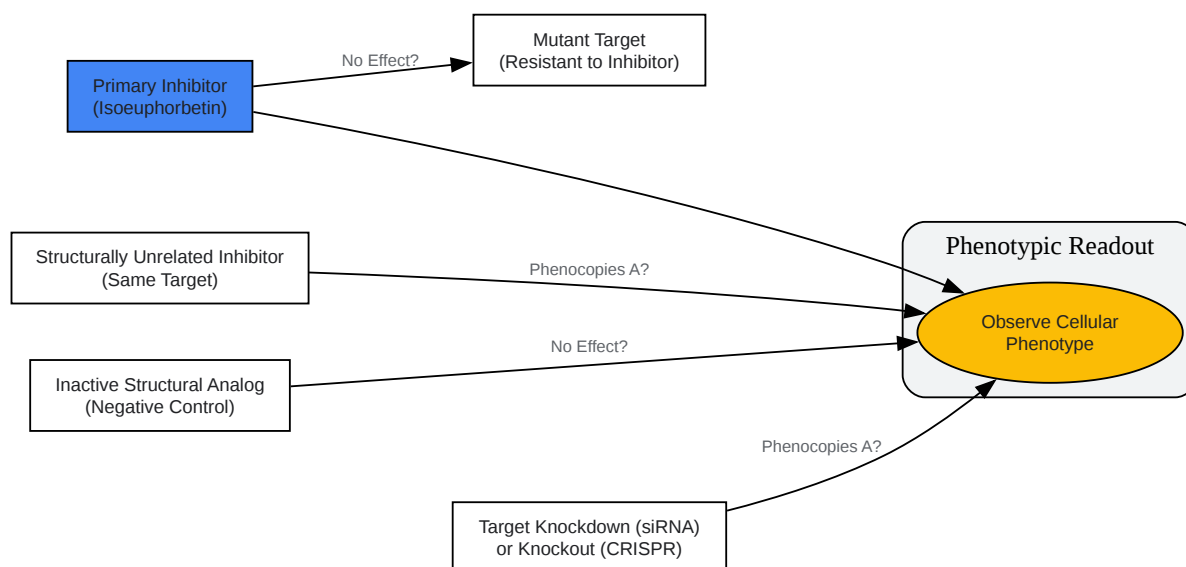 Mutant Target
(Resistant to Inhibitor)
No Effect?
Primary Inhibitor
(Isoeuphorbetin)
Structurally Unrelated Inhibitor
(Same Target)
Phenocopies A?
Phenotypic Readout
Observe Cellular
Phenotype
No Effect?
Inactive Structural Analog
(Negative Control)
Phenocopies A?
Target Knockdown (siRNA)
or Knockout (CRISPR)